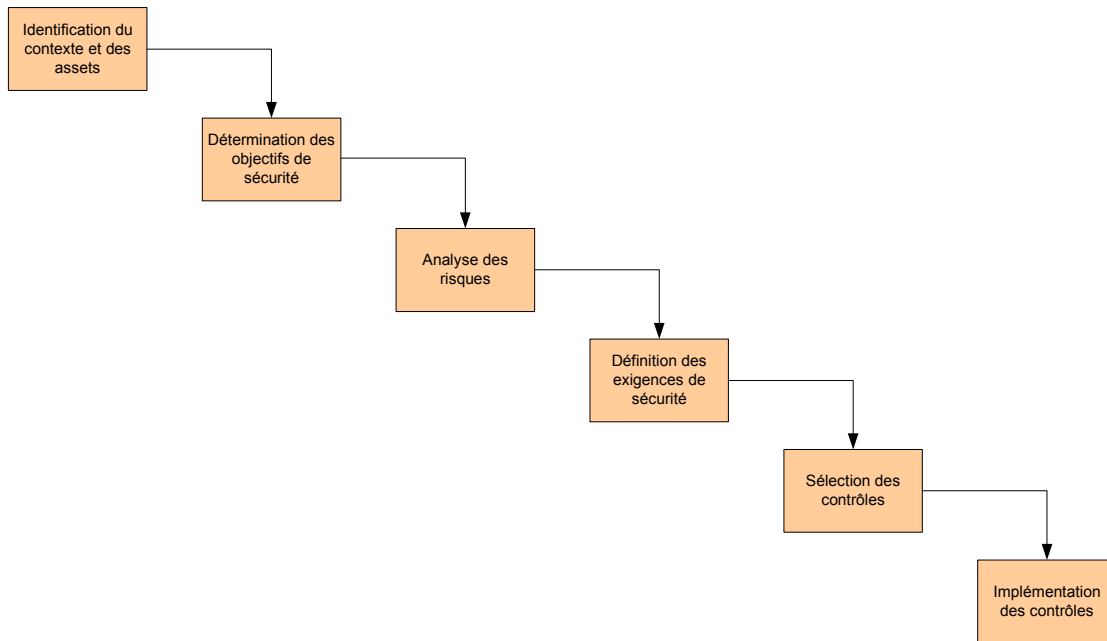 Identification du
contexte et des
assets
Détermination des
objectifs de
sécurité
Analyse des
risques
Définition des
exigences de
sécurité
Sélection des
contrôles
Implémentation
des contrôles